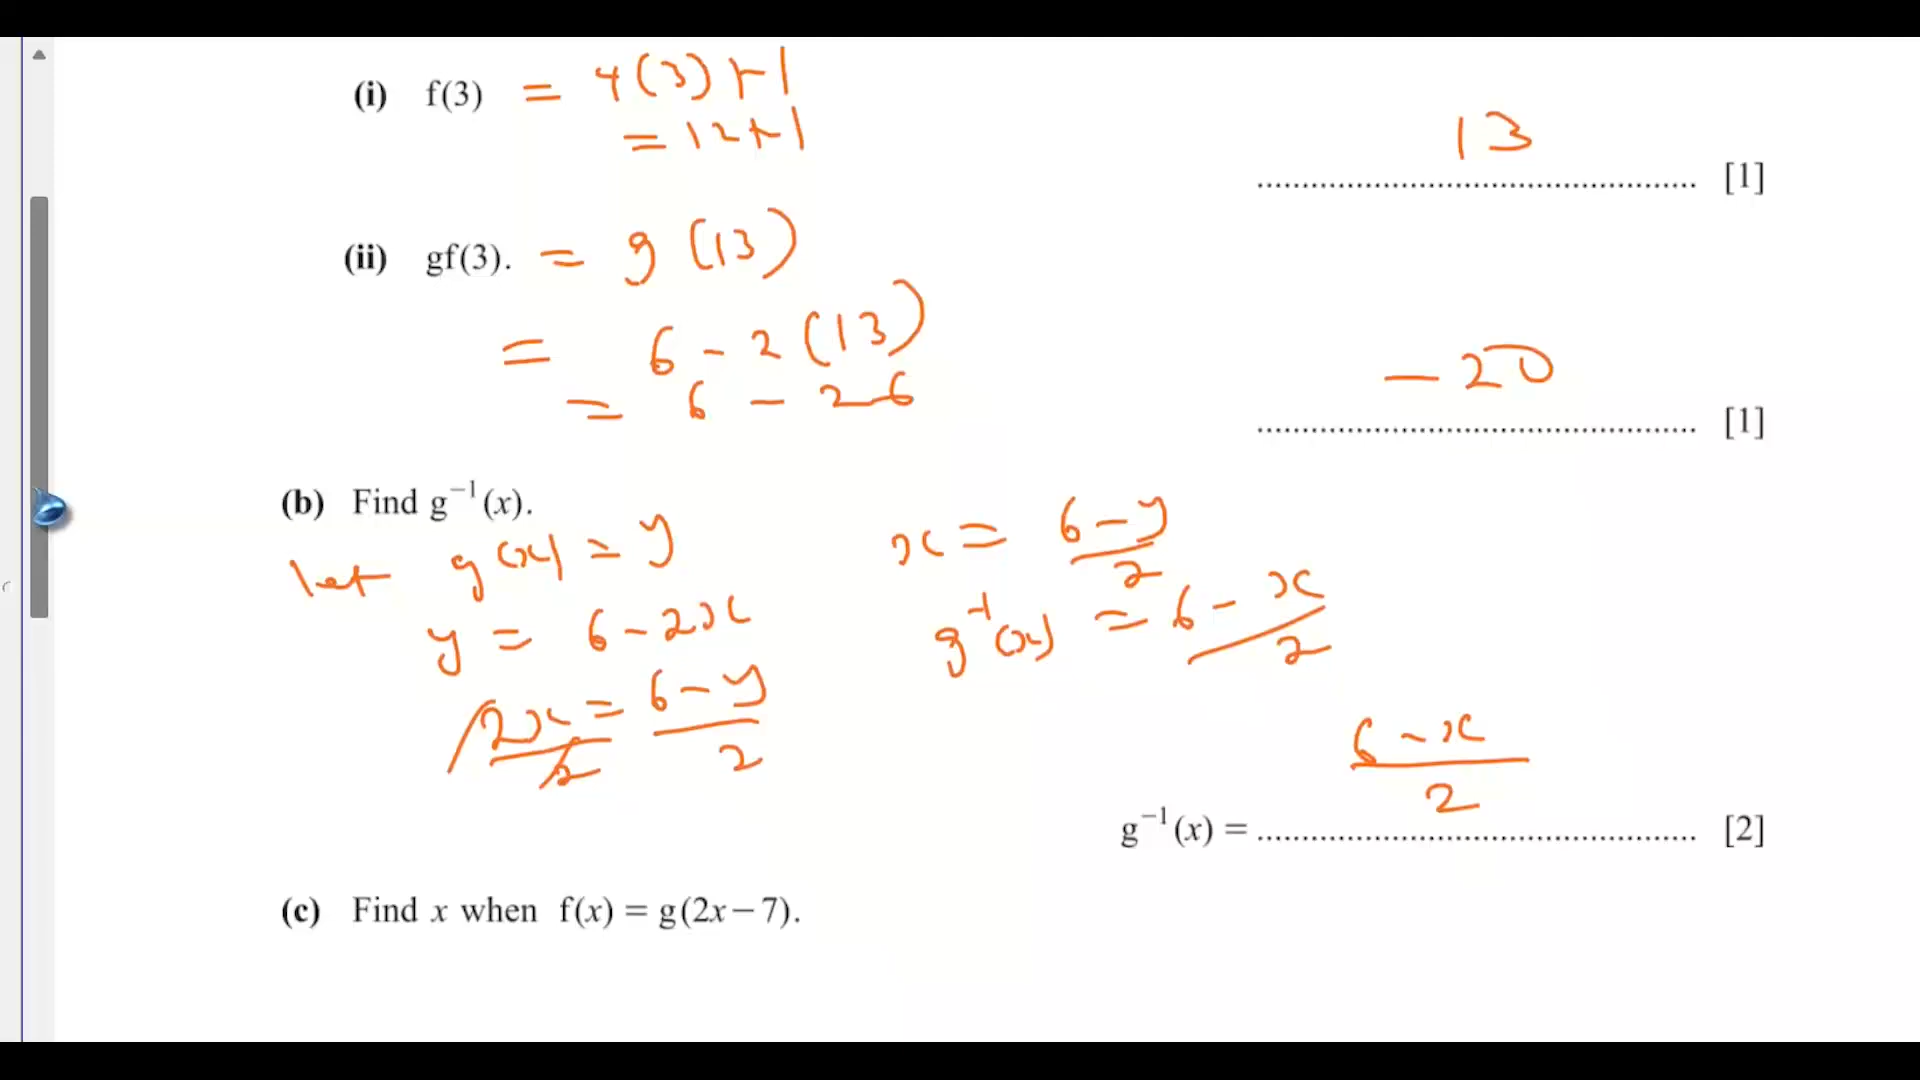 (i) f(3) = 4(3)+1
= 12+1
13
[1]
(ii) gf(3). = g(13)
= 6 - 2(13)
= 6 - 26
-20
[1]
(b) Find g⁻¹(x).
let g(x) = y
y = 6 - 2x
2x/2 = 6-y/2
x = 6-y/2
g⁻¹(x) = 6-x/2
6-x/2
g⁻¹(x) = [2]
(c) Find x when f(x) = g(2x−7).